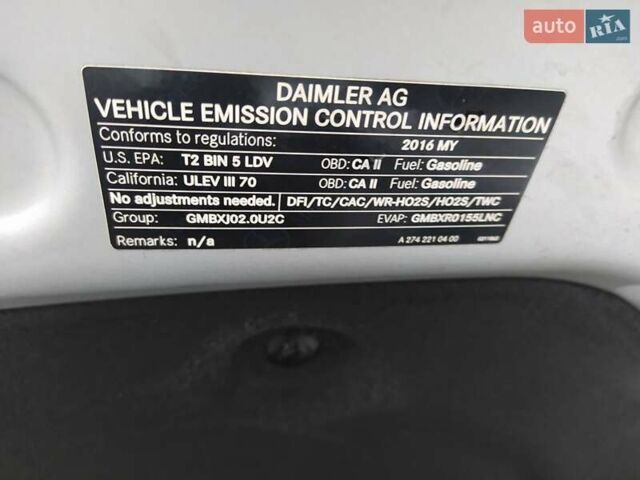 auto RIA.com
DAIMLER AG
VEHICLE EMISSION CONTROL INFORMATION
Conforms to regulations: 2016 MY
U.S. EPA: T2 BIN 5 LDV OBD: CA II Fuel: Gasoline
California: ULEV III 70 OBD: CA II Fuel: Gasoline
No adjustments needed. DFI/TC/CAC/WR-HO2S/HO2S/TWC
Group: GMBXJ02.0U2C EVAP: GMBXR0155LNC
Remarks: n/a A 274 221 04 00